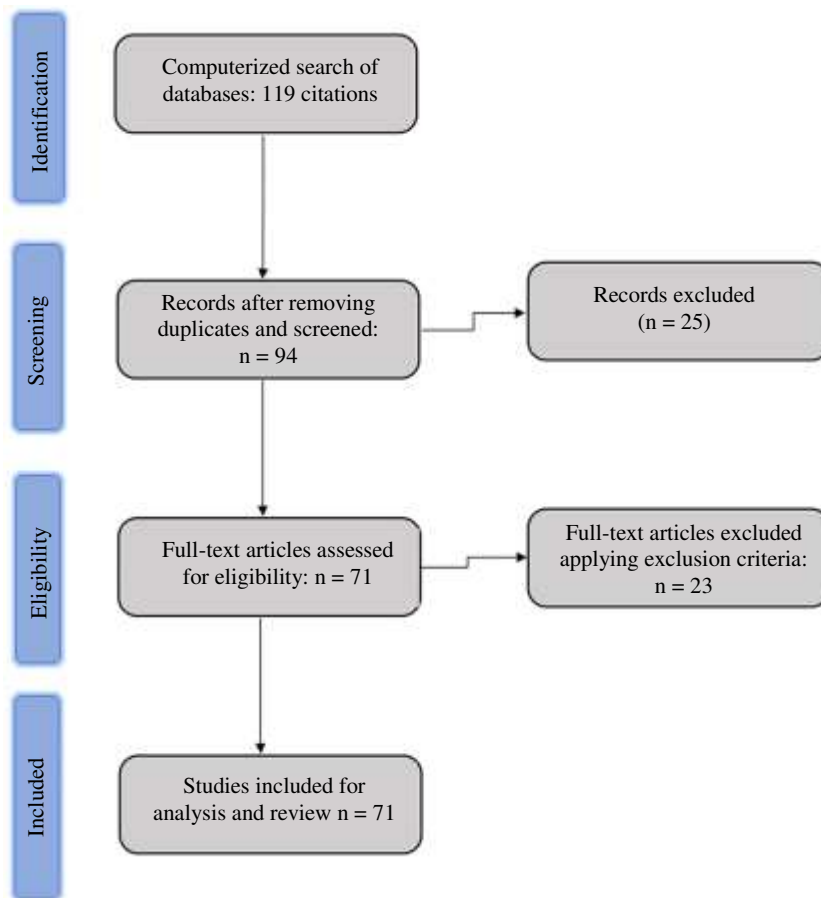 Identification
Computerized search of
databases: 119 citations
Screening
Records after removing
duplicates and screened:
n = 94
Records excluded
(n = 25)
Eligibility
Full-text articles assessed
for eligibility: n = 71
Full-text articles excluded
applying exclusion criteria:
n = 23
Included
Studies included for
analysis and review n = 71